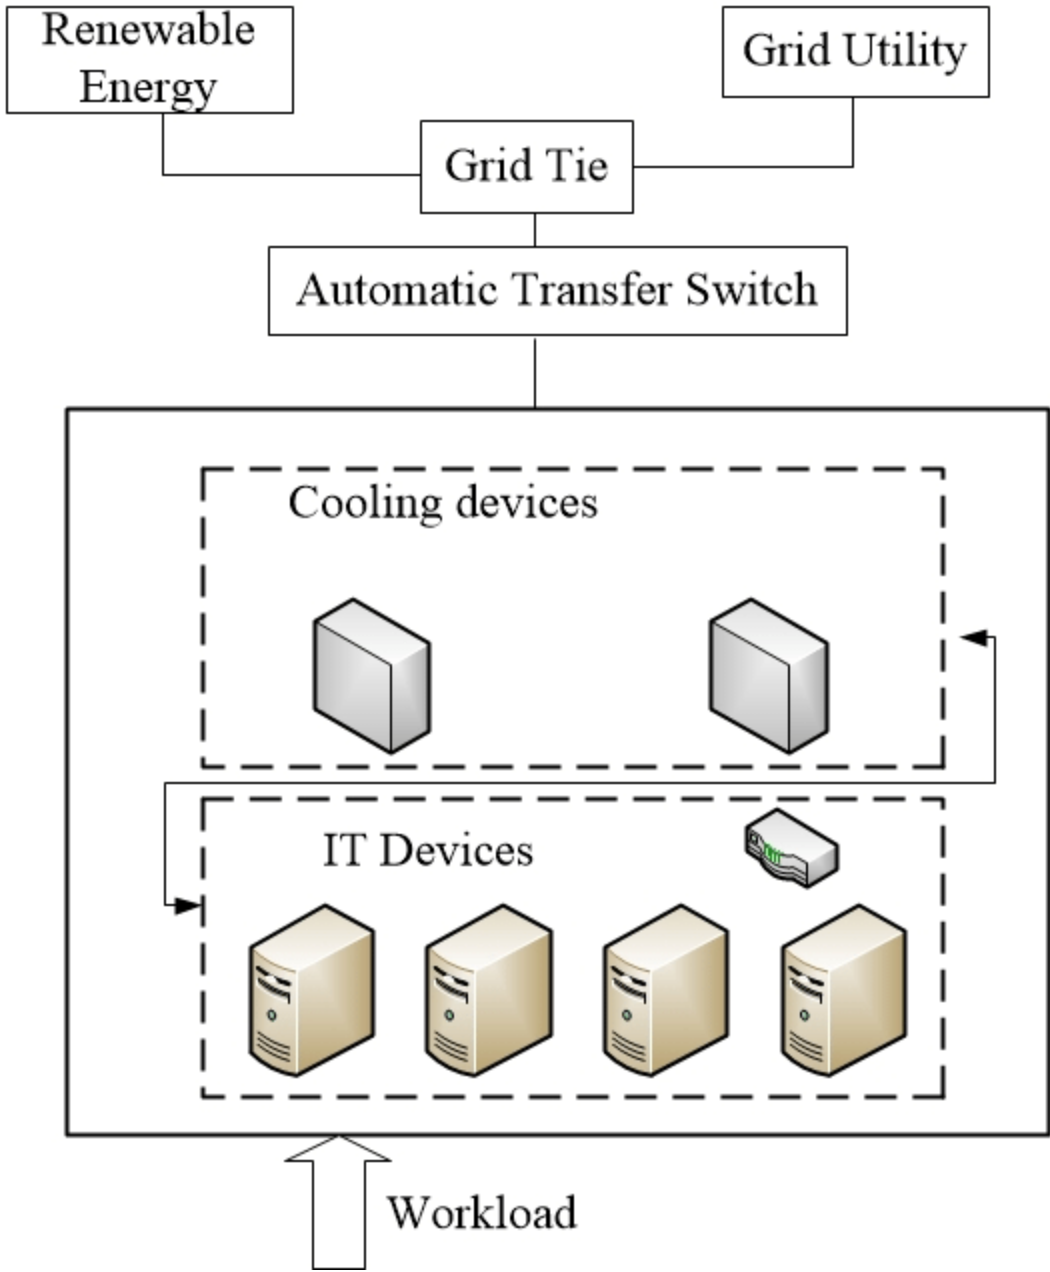 Renewable
Energy
Grid Utility
Grid Tie
Automatic Transfer Switch
Cooling devices
IT Devices
Workload